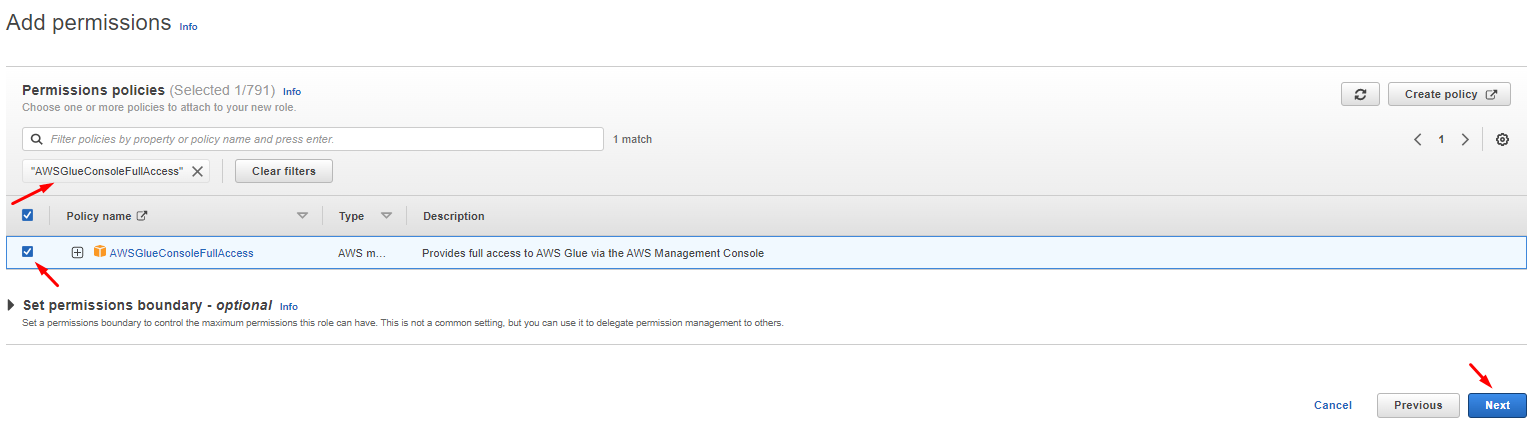 Add permissions Info
Permissions policies (Selected 1/791) Info
Choose one or more policies to attach to your new role.
Create policy
Filter policies by property or policy name and press enter.
1 match
1
"AWSGlueConsoleFullAccess"
Clear filters
Policy name
Type
Description
AWSGlueConsoleFullAccess
AWS m...
Provides full access to AWS Glue via the AWS Management Console
Set permissions boundary - optional Info
Set a permissions boundary to control the maximum permissions this role can have. This is not a common setting, but you can use it to delegate permission management to others.
Cancel
Previous
Next